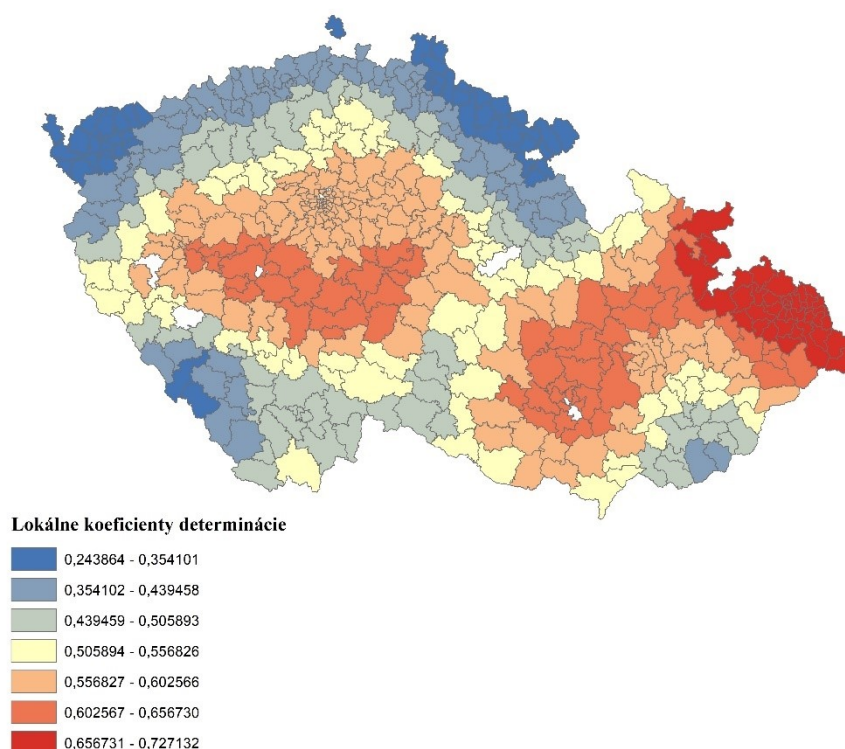 Lokálne koeficienty determinácie
0,243864 - 0,354101
0,354102 - 0,439458
0,439459 - 0,505893
0,505894 - 0,556826
0,556827 - 0,602566
0,602567 - 0,656730
0,656731 - 0,727132